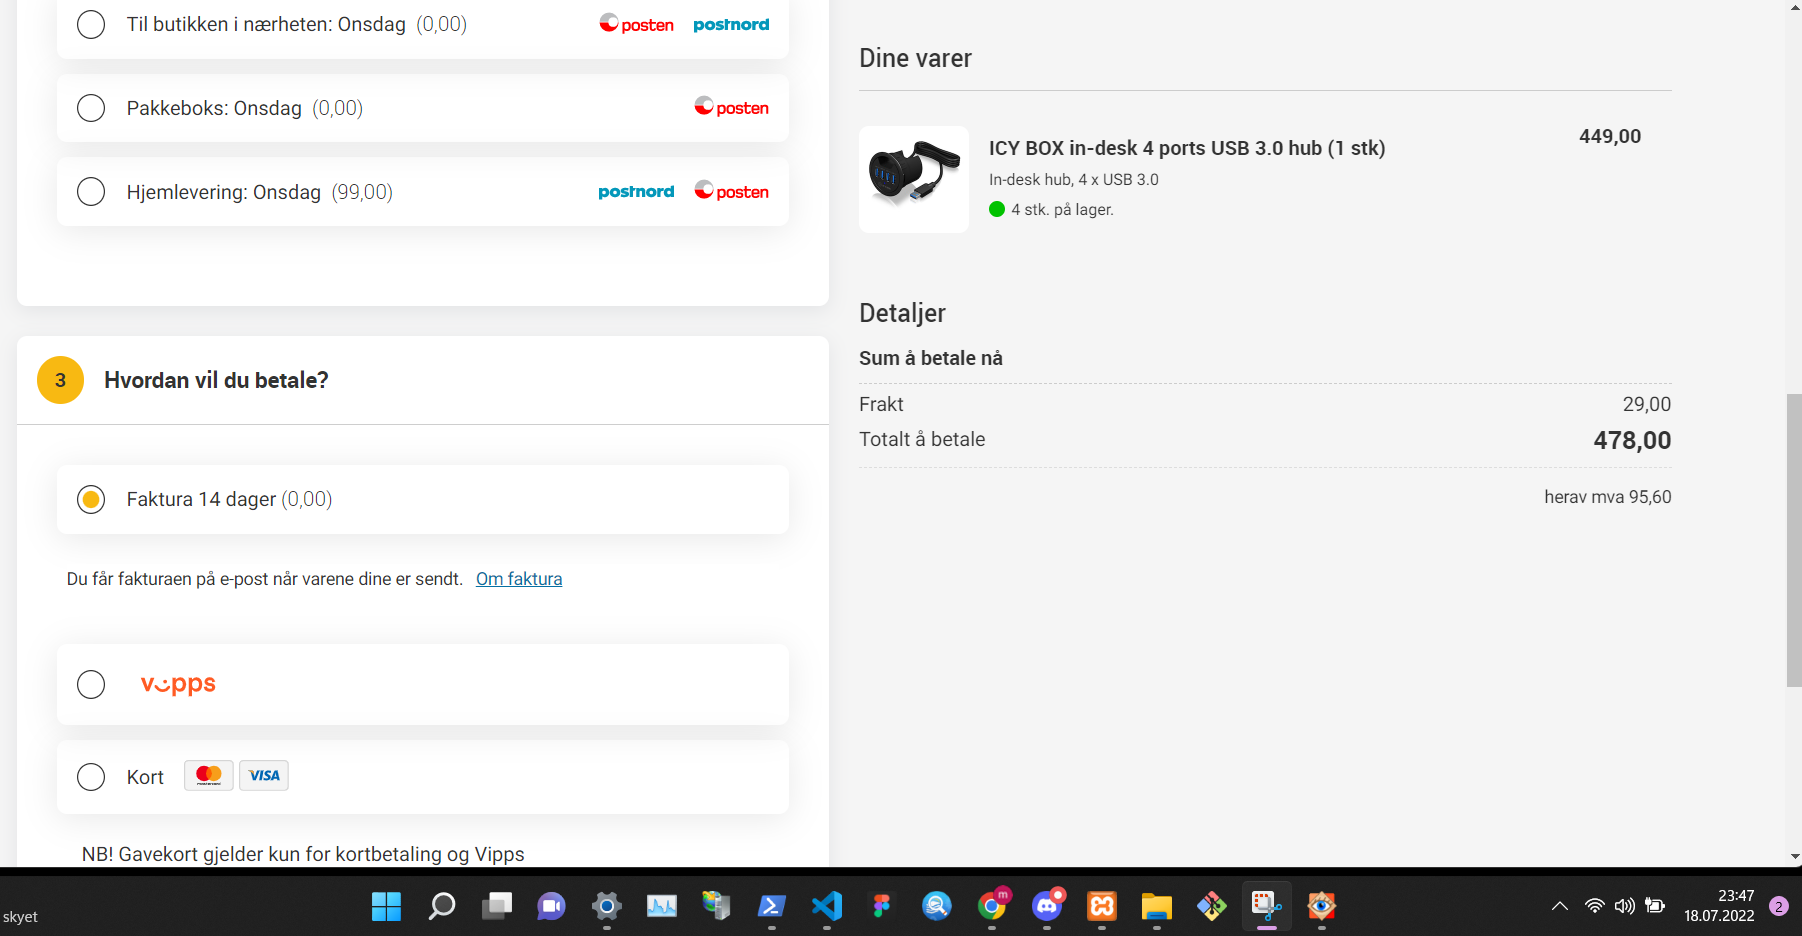 Til butikken i nærheten: Onsdag (0,00)
posten postnord
Pakkeboks: Onsdag (0,00)
posten
Hjemlevering: Onsdag (99,00)
postnord posten
3 Hvordan vil du betale?
Faktura 14 dager (0,00)
Du får fakturaen på e-post når varene dine er sendt. Om faktura
vipps
Kort mastercard VISA
NB! Gavekort gjelder kun for kortbetaling og Vipps
Dine varer
ICY BOX in-desk 4 ports USB 3.0 hub (1 stk)
449,00
In-desk hub, 4 x USB 3.0
4 stk. på lager.
Detaljer
Sum å betale nå
Frakt 29,00
Totalt å betale 478,00
herav mva 95,60
skyet
m
23:47
18.07.2022
2